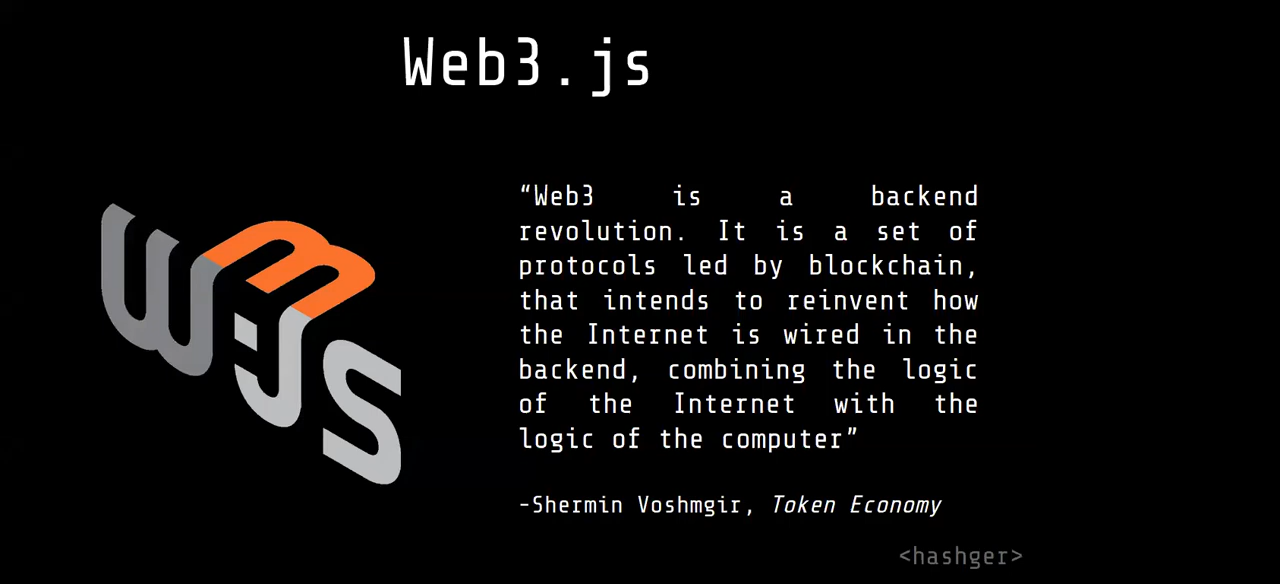 Web3.js
W3JS
“Web3 is a backend
revolution. It is a set of
protocols led by blockchain,
that intends to reinvent how
the Internet is wired in the
backend, combining the logic
of the Internet with the
logic of the computer”
-Shermin Voshmgir, Token Economy
<hashger>